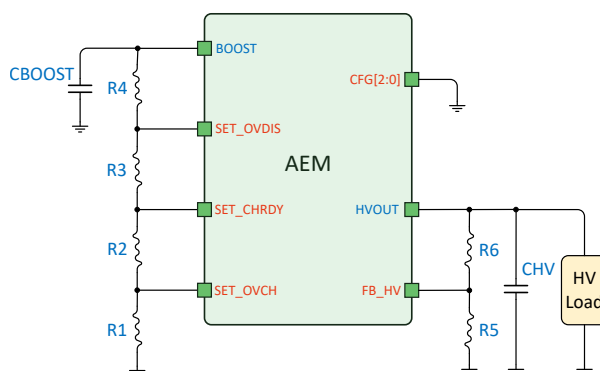 BOOST
CBOOST
R4
CFG[2:0]
SET_OVDIS
R3
AEM
SET_CHRDY
HVOUT
R2
R6
CHV
HV
Load
SET_OVCH
FB_HV
R1
R5